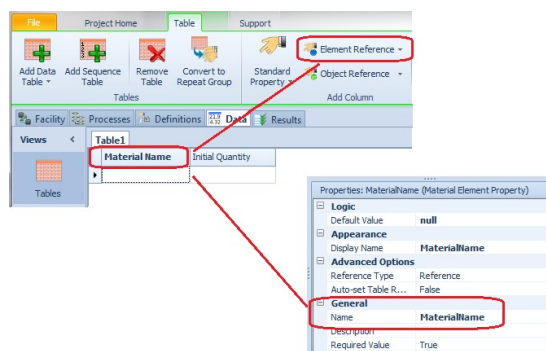 File Project Home Table Support
Element Reference
Add Data Table
Add Sequence Table
Remove Table
Convert to Repeat Group
Standard Property
Object Reference
Tables
Add Column
Facility Processes Definitions Data Results
Views <
Table1
Material Name Initial Quantity
Tables
Properties: MaterialName (Material Element Property)
Logic
Default Value null
Appearance
Display Name MaterialName
Advanced Options
Reference Type Reference
Auto-set Table R... False
General
Name MaterialName
Description
Required Value True